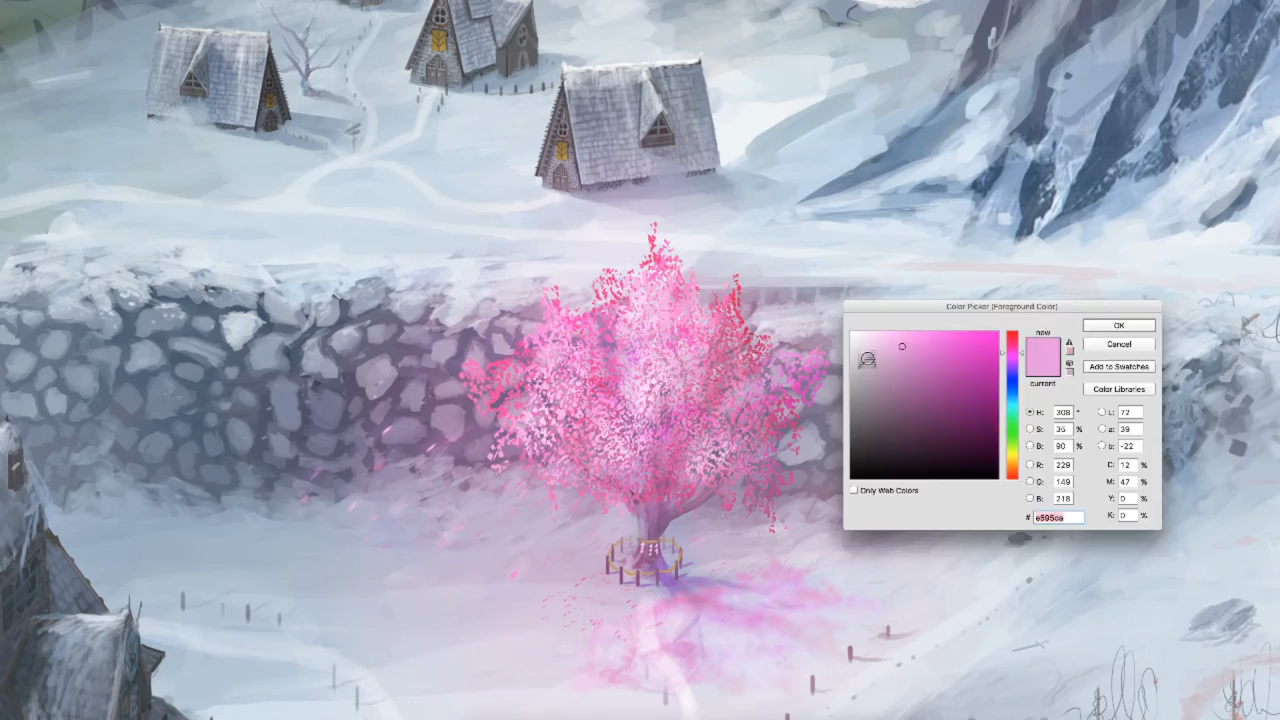 Color Picker (Foreground Color)
new
current
OK
Cancel
Add to Swatches
Color Libraries
H: 308 °
S: 35 %
B: 90 %
R: 229
G: 149
B: 218
L: 72
a: 39
b: -22
C: 12 %
M: 47 %
Y: 0 %
K: 0 %
Only Web Colors
# e595da